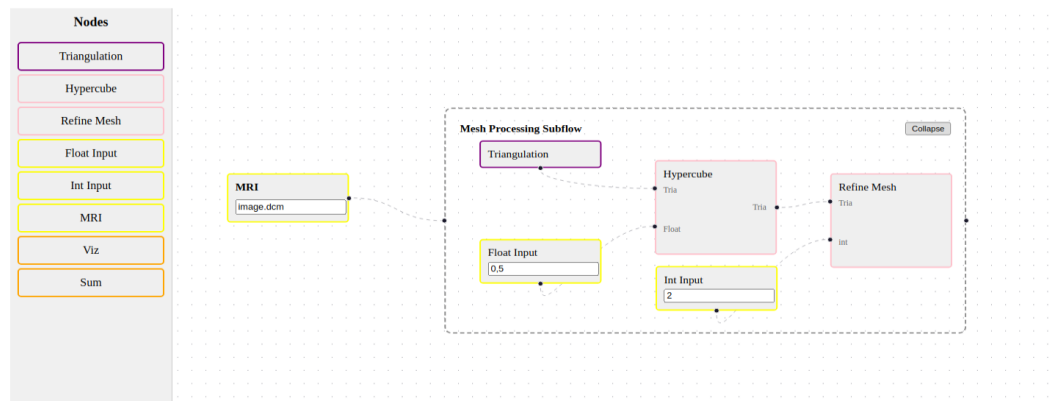 Nodes
Triangulation
Hypercube
Refine Mesh
Float Input
Int Input
MRI
Viz
Sum
MRI
image.dcm
Mesh Processing Subflow
Collapse
Triangulation
Float Input
0,5
Hypercube
Tria
Tria
Float
Int Input
2
Refine Mesh
Tria
int